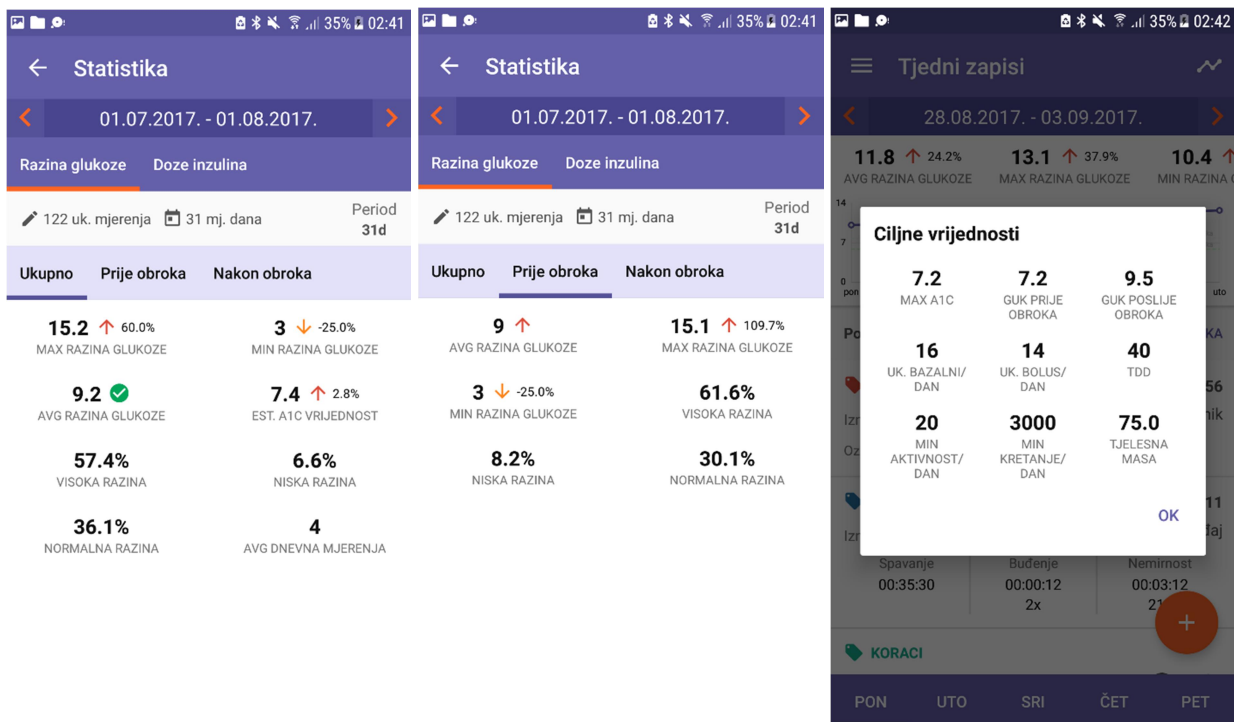 35% 02:41
Statistika
01.07.2017. - 01.08.2017.
Razina glukoze Doze inzulina
122 uk. mjerenja 31 mj. dana Period
31d
Ukupno Prije obroka Nakon obroka
15.2 60.0% 3 -25.0%
MAX RAZINA GLUKOZE MIN RAZINA GLUKOZE
9.2 7.4 2.8%
AVG RAZINA GLUKOZE EST. A1C VRIJEDNOST
57.4% 6.6%
VISOKA RAZINA NISKA RAZINA
36.1% 4
NORMALNA RAZINA AVG DNEVNA MJERENJA
35% 02:41
Statistika
01.07.2017. - 01.08.2017.
Razina glukoze Doze inzulina
122 uk. mjerenja 31 mj. dana Period
31d
Ukupno Prije obroka Nakon obroka
9 15.1 109.7%
AVG RAZINA GLUKOZE MAX RAZINA GLUKOZE
3 -25.0% 61.6%
MIN RAZINA GLUKOZE VISOKA RAZINA
8.2% 30.1%
NISKA RAZINA NORMALNA RAZINA
35% 02:42
Tjedni zapisi
28.08.2017. - 03.09.2017.
11.8 24.2% 13.1 37.9% 10.4
AVG RAZINA GLUKOZE MAX RAZINA GLUKOZE MIN RAZINA
14
7
0
pon uto
Ciljne vrijednosti
7.2 7.2 9.5
MAX A1C GUK PRIJE GUK POSLIJE
OBROKA OBROKA
16 14 40
UK. BAZALNI/ UK. BOLUS/ TDD
DAN DAN
20 3000 75.0
MIN MIN TJELESNA
AKTIVNOST/ KRETANJE/ MASA
DAN DAN
OK
Spavanje Buđenje Nemirnost
00:35:30 00:00:12 00:03:12
2x
KORACI
PON UTO SRI ČET PET